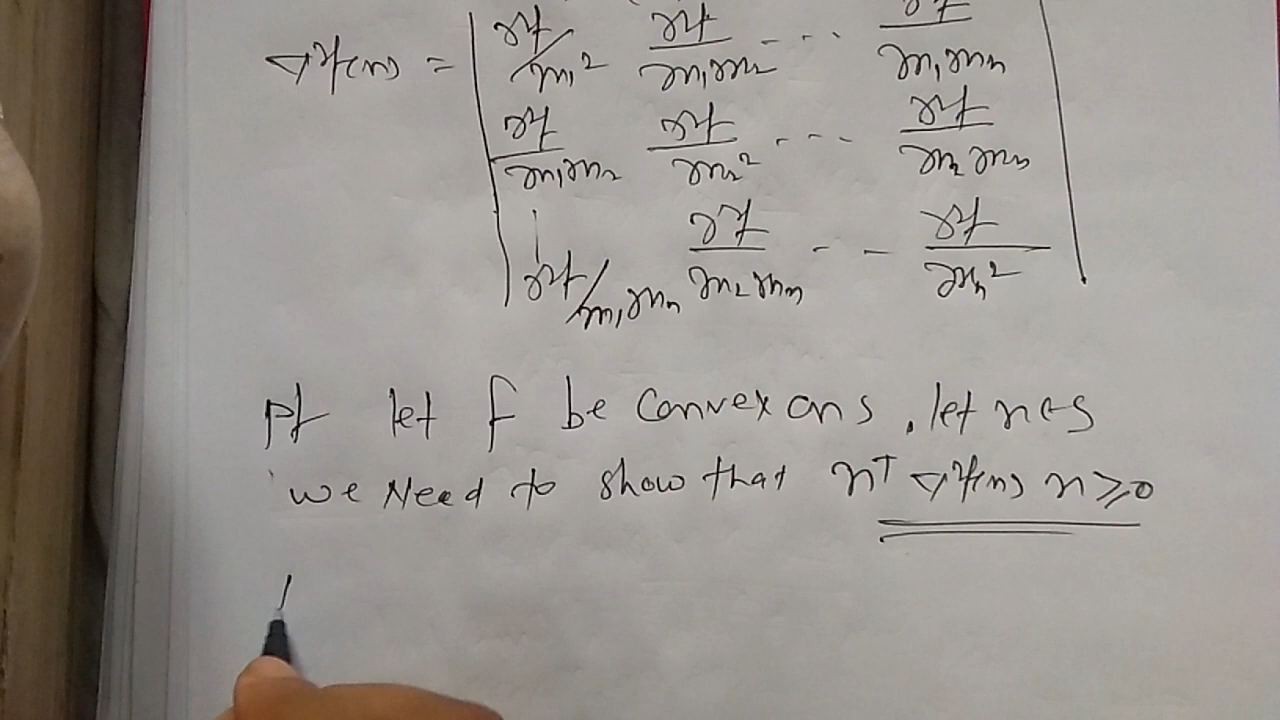 ∇²f(x) = | ∂²f/∂x₁² ∂²f/∂x₁∂x₂ --- ∂²f/∂x₁∂xₙ |
| ∂²f/∂x₁∂x₂ ∂²f/∂x₂² --- ∂²f/∂x₂∂xₙ |
| ∂²f/∂x₁∂xₙ ∂²f/∂x₂∂xₙ -- ∂²f/∂xₙ² |
Pf let f be convex on S, let x∈S
we Need to show that xᵀ ∇²f(x) x ≥ 0